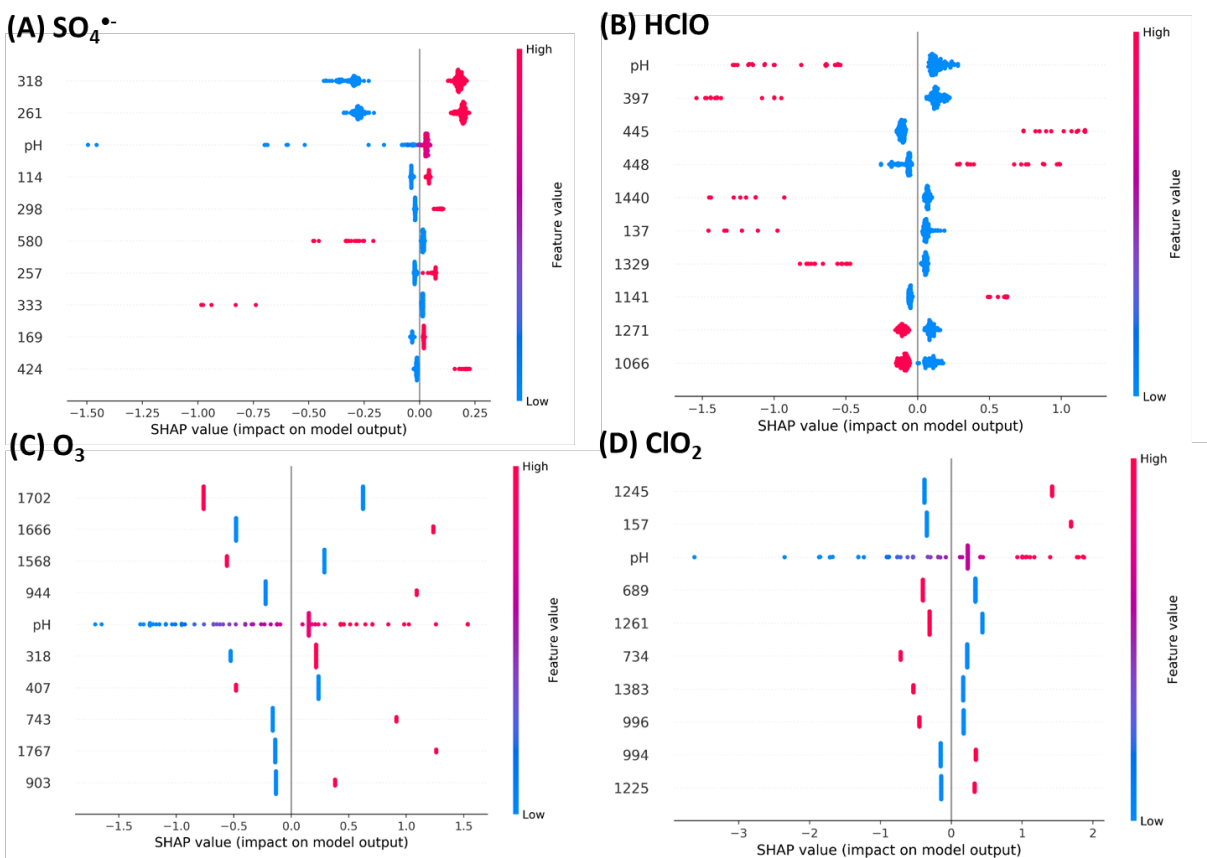 (A) SO₄•-
High
318
261
pH
114
298
580
257
333
169
424
Feature value
Low
−1.50 −1.25 −1.00 −0.75 −0.50 −0.25 0.00 0.25
SHAP value (impact on model output)
(B) HClO
High
pH
397
445
448
1440
137
1329
1141
1271
1066
Feature value
Low
−1.5 −1.0 −0.5 0.0 0.5 1.0
SHAP value (impact on model output)
(C) O₃
High
1702
1666
1568
944
pH
318
407
743
1767
903
Feature value
Low
−1.5 −1.0 −0.5 0.0 0.5 1.0 1.5
SHAP value (impact on model output)
(D) ClO₂
High
1245
157
pH
689
1261
734
1383
996
994
1225
Feature value
Low
−3 −2 −1 0 1 2
SHAP value (impact on model output)